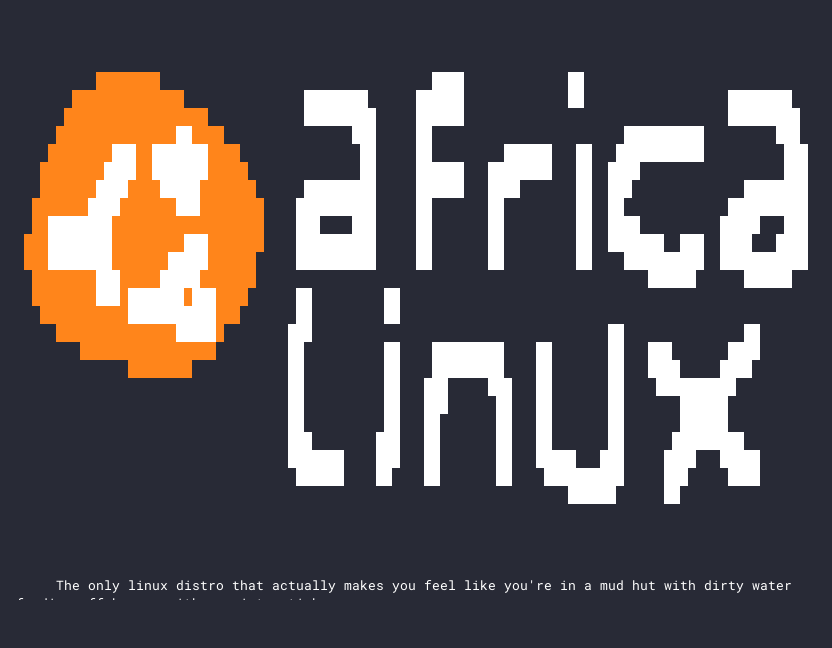 africa
linux
The only linux distro that actually makes you feel like you're in a mud hut with dirty water